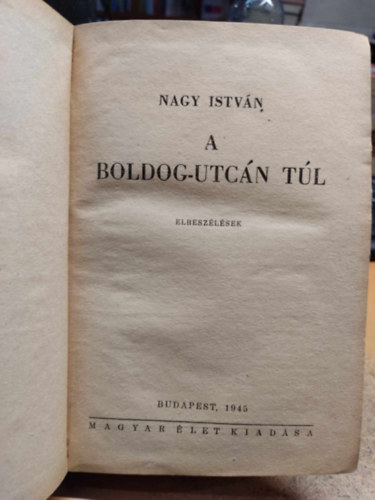 NAGY ISTVÁN
A
BOLDOG-UTCÁN TÚL
ELBESZÉLÉSEK
BUDAPEST, 1945
MAGYAR ÉLET KIADÁSA